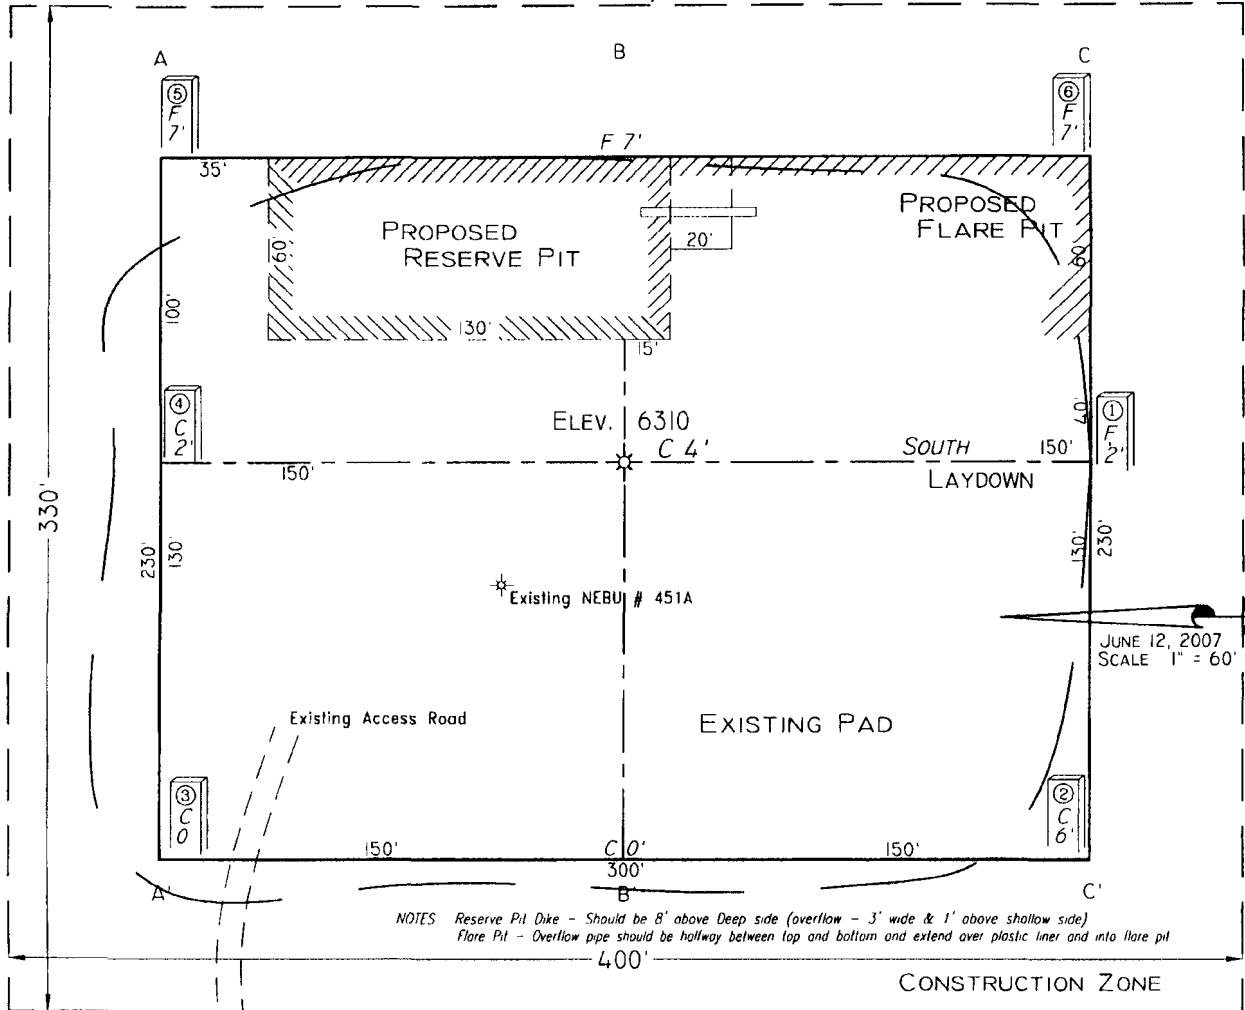 A B C
⑤ F 7'
⑥ F 7'
F 7'
35'
PROPOSED
RESERVE PIT
PROPOSED
FLARE PIT
60'
20'
60'
100'
130'
15'
④ C 2'
ELEV. 6310
C 4'
40'
① F 2'
150'
SOUTH 150'
LAYDOWN
330'
230' 130'
130' 230'
Existing NEBU # 451A
JUNE 12, 2007
SCALE 1" = 60'
Existing Access Road
EXISTING PAD
③ C 0
② C 6'
150' C 0' 150'
300'
A' B' C'
NOTES Reserve Pit Dike - Should be 8' above Deep side (overflow - 3' wide & 1' above shallow side)
Flare Pit - Overflow pipe should be halfway between top and bottom and extend over plastic liner and into flare pit
400'
CONSTRUCTION ZONE